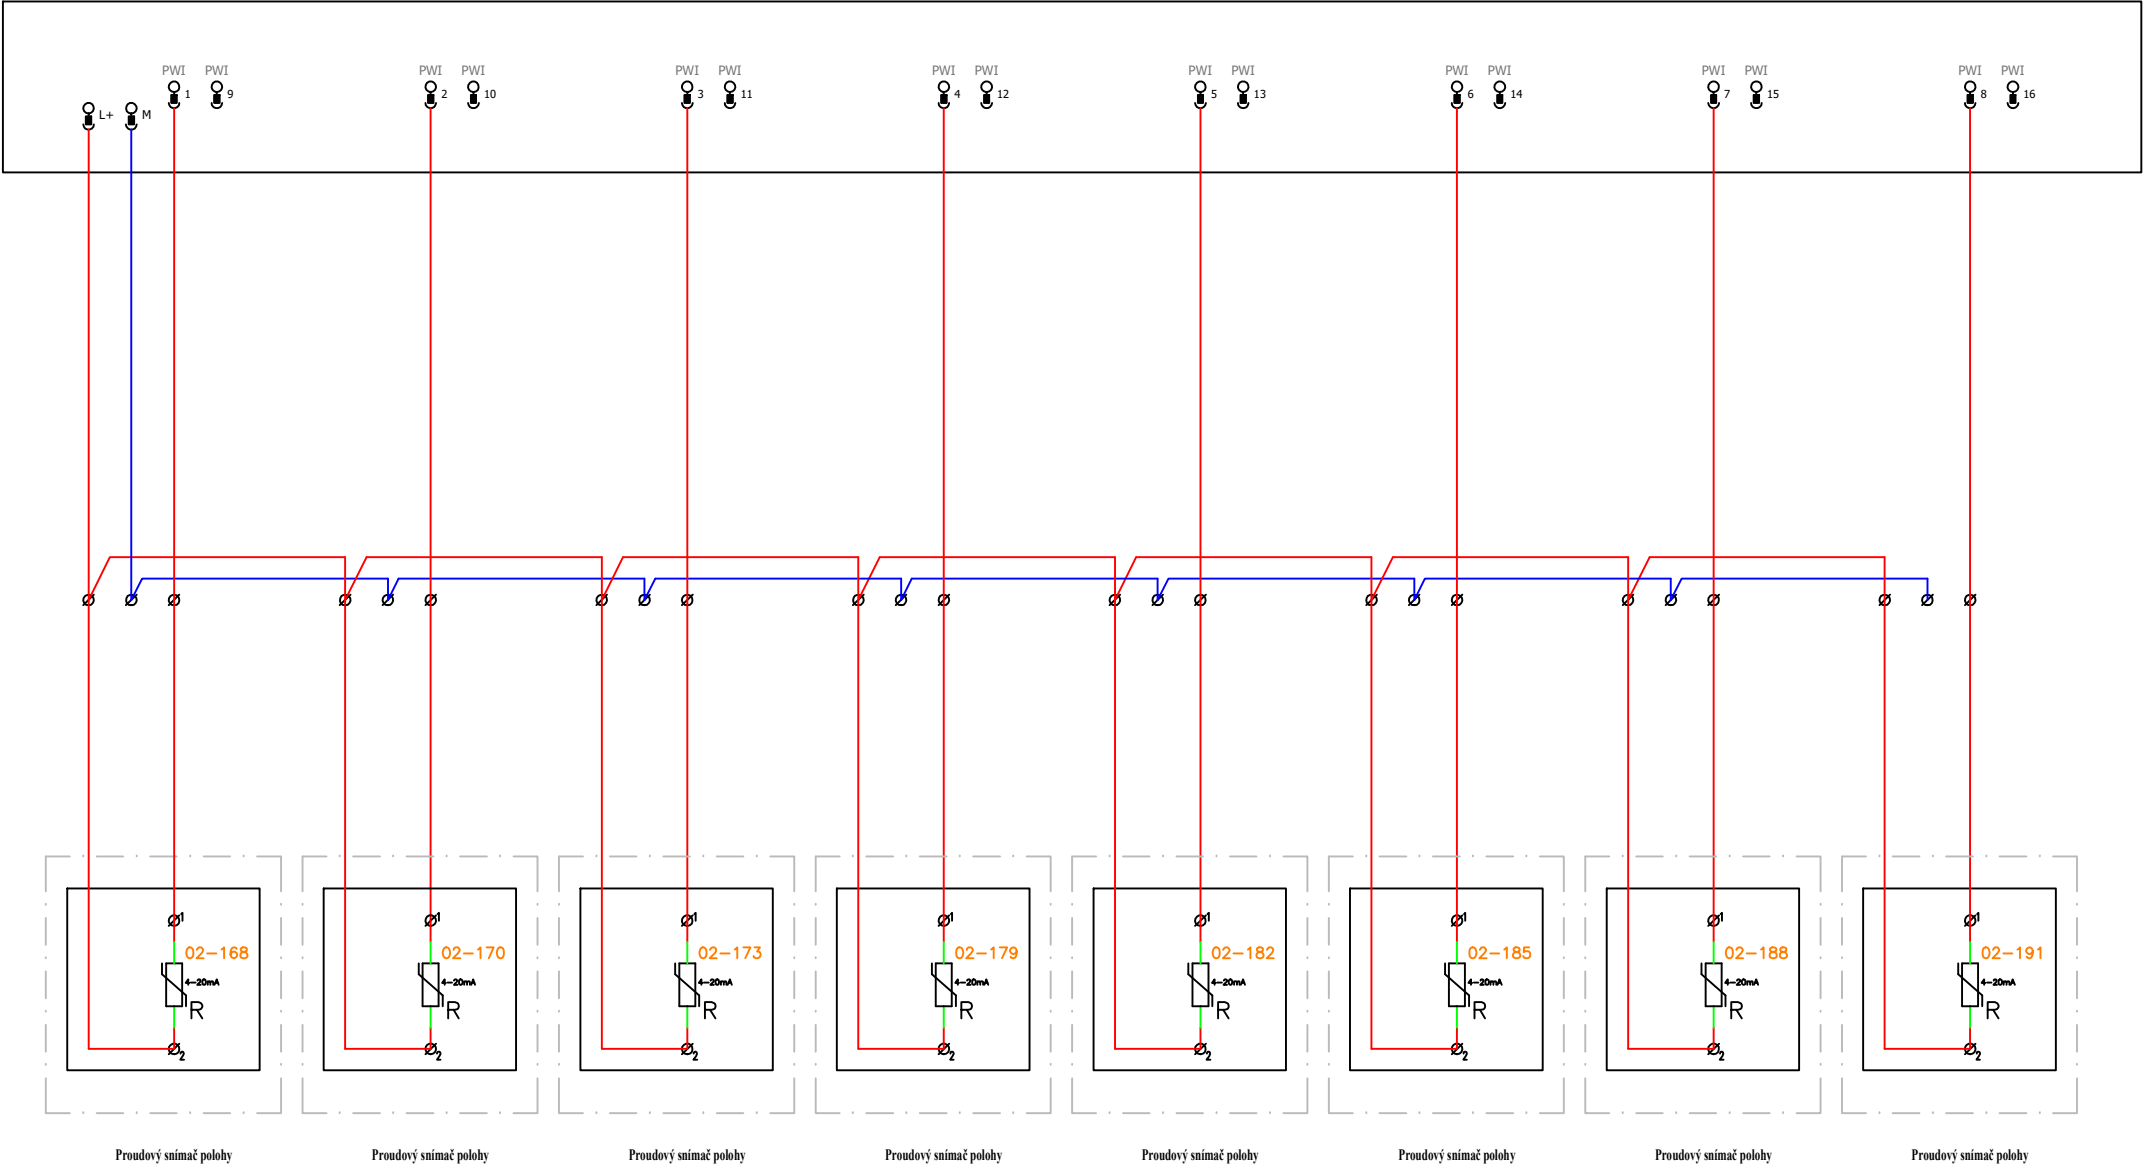 PWI PWI PWI PWI PWI PWI PWI PWI PWI PWI PWI PWI PWI PWI PWI PWI
1 9 2 10 3 11 4 12 5 13 6 14 7 15 8 16
L+ M
1 1 1 1 1 1 1 1
02-168 02-170 02-173 02-179 02-182 02-185 02-188 02-191
4-20mA 4-20mA 4-20mA 4-20mA 4-20mA 4-20mA 4-20mA 4-20mA
R R R R R R R R
2 2 2 2 2 2 2 2
Proudový snímač polohy Proudový snímač polohy Proudový snímač polohy Proudový snímač polohy Proudový snímač polohy Proudový snímač polohy Proudový snímač polohy Proudový snímač polohy